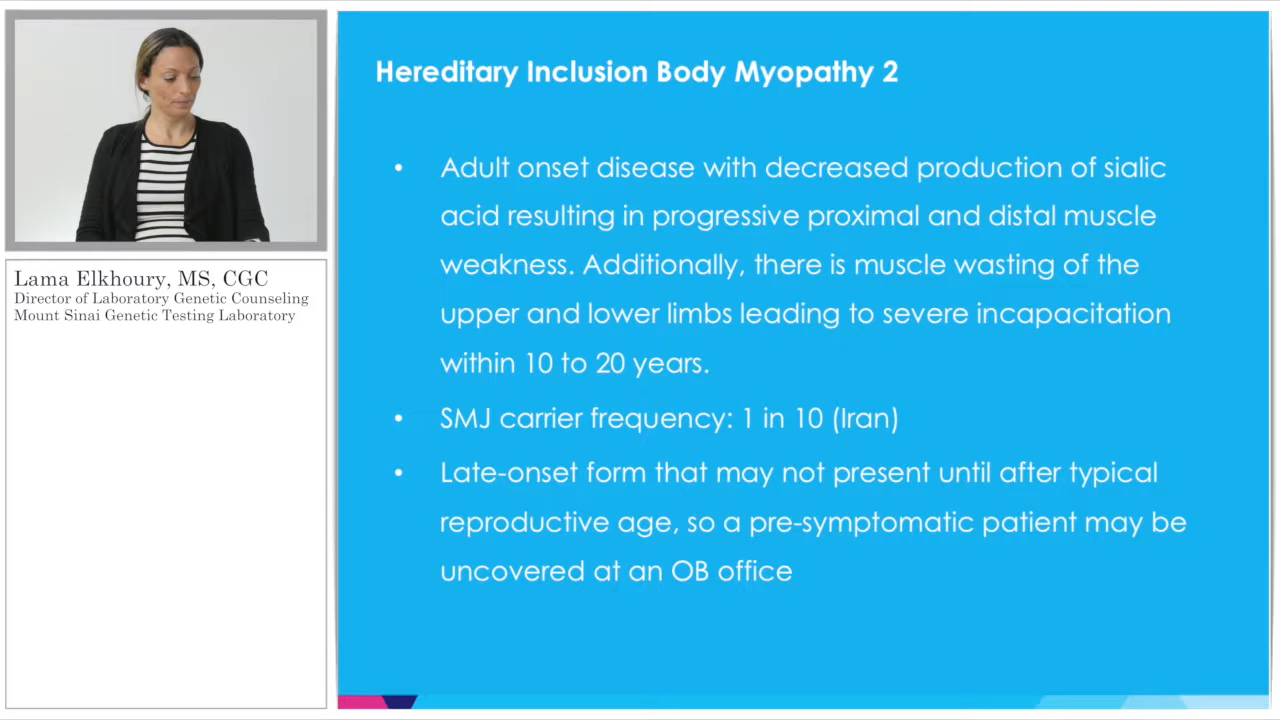 Hereditary Inclusion Body Myopathy 2
• Adult onset disease with decreased production of sialic
acid resulting in progressive proximal and distal muscle
weakness. Additionally, there is muscle wasting of the
upper and lower limbs leading to severe incapacitation
within 10 to 20 years.
• SMJ carrier frequency: 1 in 10 (Iran)
• Late-onset form that may not present until after typical
reproductive age, so a pre-symptomatic patient may be
uncovered at an OB office
Lama Elkhoury, MS, CGC
Director of Laboratory Genetic Counseling
Mount Sinai Genetic Testing Laboratory